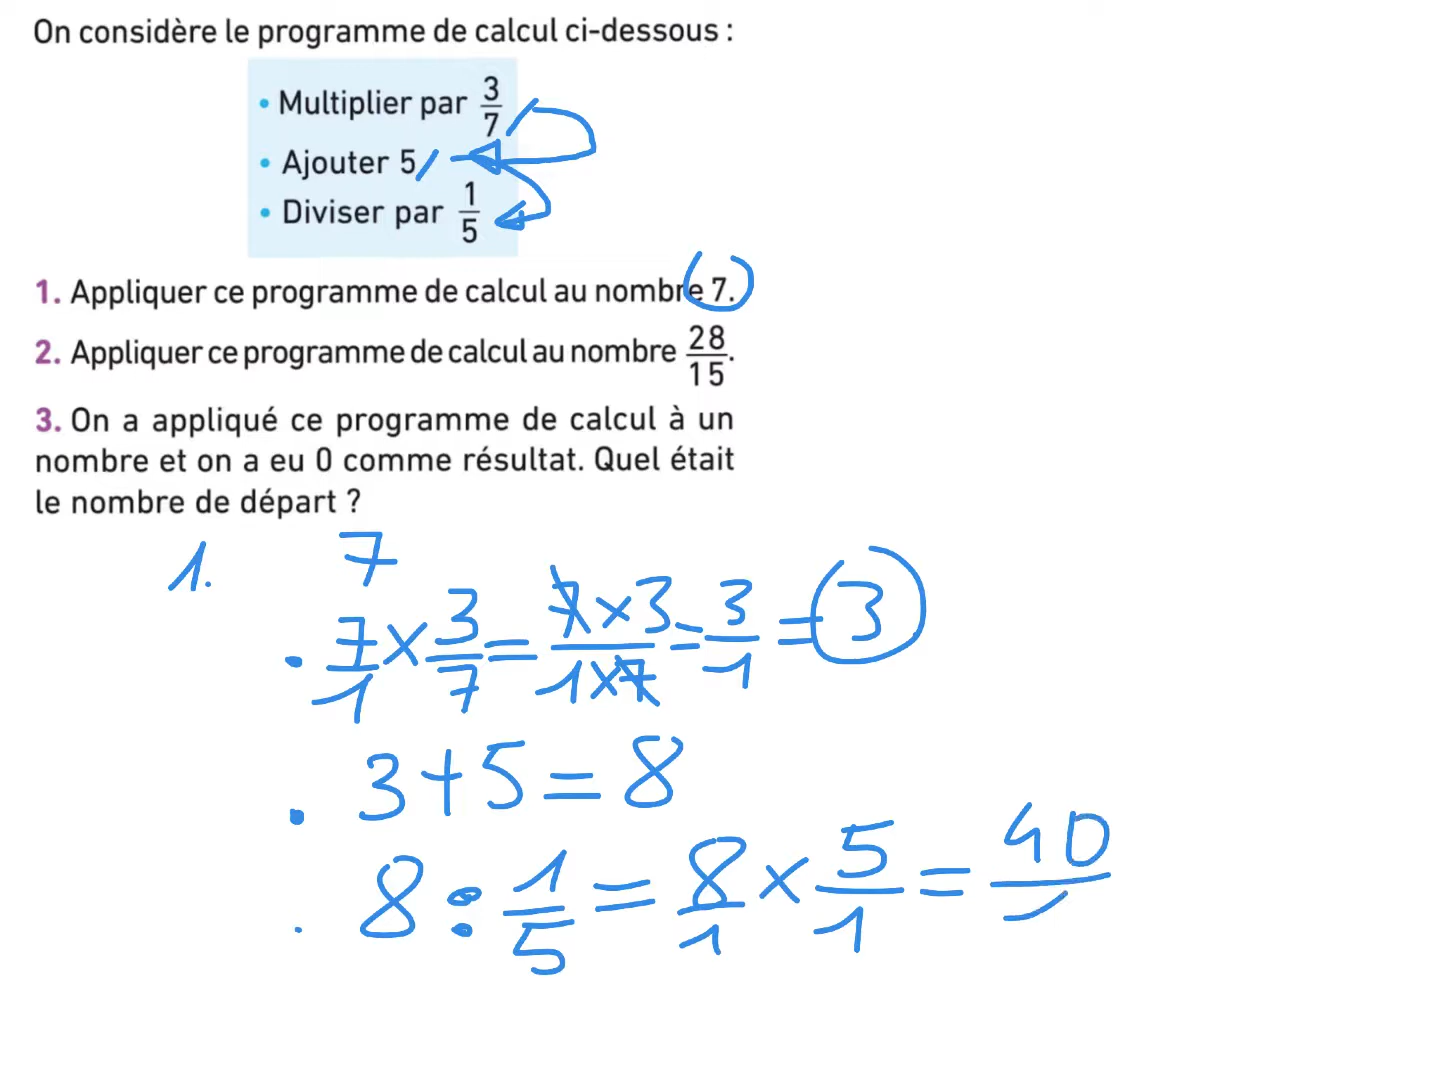 On considère le programme de calcul ci-dessous :
• Multiplier par 3/7
• Ajouter 5
• Diviser par 1/5
1. Appliquer ce programme de calcul au nombre 7.
2. Appliquer ce programme de calcul au nombre 28/15.
3. On a appliqué ce programme de calcul à un
nombre et on a eu 0 comme résultat. Quel était
le nombre de départ ?
1. 7
• 7/1 × 3/7 = 7 × 3 / 1 × 7 = 3/1 = 3
• 3 + 5 = 8
• 8 : 1/5 = 8/1 × 5/1 = 40